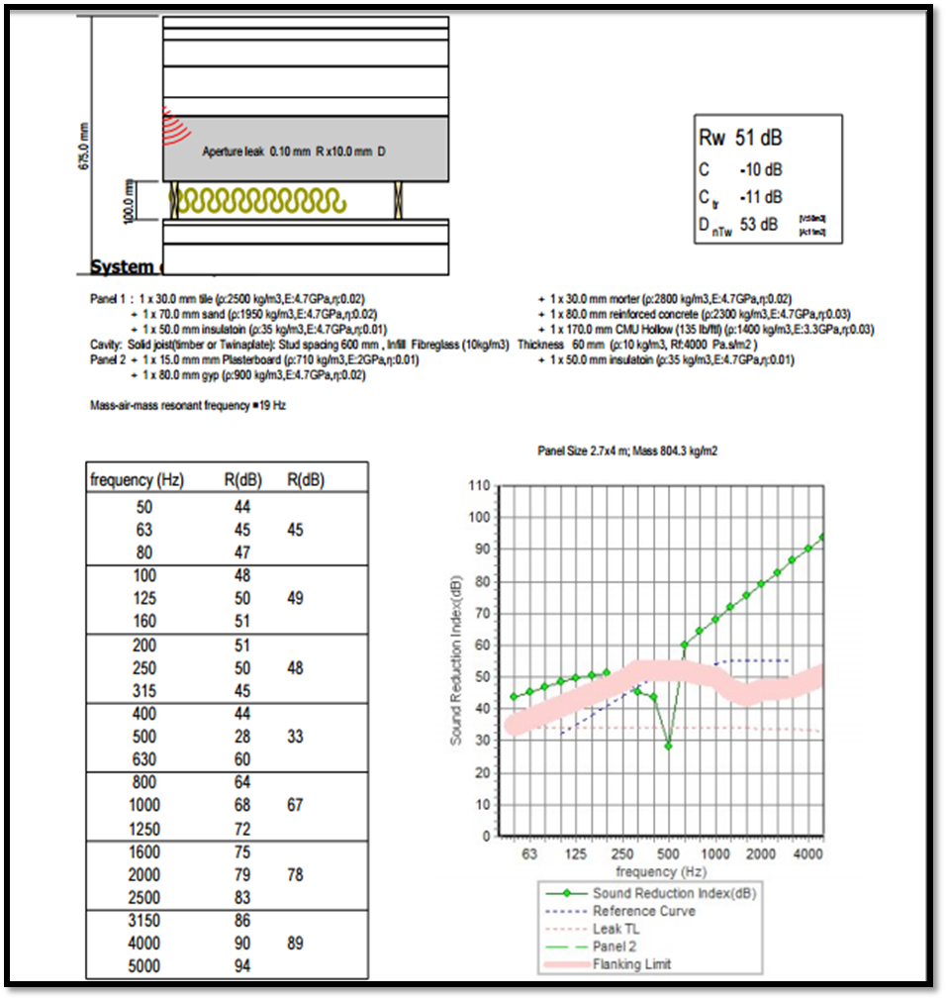 675.0 mm
Aperture leak 0.10 mm R x10.0 mm D
100.0 mm
Rw 51 dB
C -10 dB
C tr -11 dB
D nTw 53 dB
System
Panel 1 : 1 x 30.0 mm tile (ρ:2500 kg/m3,E:4.7GPa,η:0.02) + 1 x 30.0 mm morter (ρ:2800 kg/m3,E:4.7GPa,η:0.02)
+ 1 x 70.0 mm sand (ρ:1950 kg/m3,E:4.7GPa,η:0.02) + 1 x 80.0 mm reinforced concrete (ρ:2300 kg/m3,E:4.7GPa,η:0.03)
+ 1 x 50.0 mm insulatoin (ρ:35 kg/m3,E:4.7GPa,η:0.01) + 1 x 170.0 mm CMU Hollow (135 lb/ftl) (ρ:1400 kg/m3,E:3.3GPa,η:0.03)
Cavity: Solid joist(timber or Twinaplate): Stud spacing 600 mm , Infill Fibreglass (10kg/m3) Thickness 60 mm (ρ:10 kg/m3, Rf:4000 Pa.s/m2 )
Panel 2 + 1 x 15.0 mm mm Plasterboard (ρ:710 kg/m3,E:2GPa,η:0.01) + 1 x 50.0 mm insulatoin (ρ:35 kg/m3,E:4.7GPa,η:0.01)
+ 1 x 80.0 mm gyp (ρ:900 kg/m3,E:4.7GPa,η:0.02)
Mass-air-mass resonant frequency =19 Hz
frequency (Hz) R(dB) R(dB)
50 44
63 45 45
80 47
100 48
125 50 49
160 51
200 51
250 50 48
315 45
400 44
500 28 33
630 60
800 64
1000 68 67
1250 72
1600 75
2000 79 78
2500 83
3150 86
4000 90 89
5000 94
Panel Size 2.7x4 m; Mass 804.3 kg/m2
Sound Reduction Index(dB)
110
100
90
80
70
60
50
40
30
20
10
0
63 125 250 500 1000 2000 4000
frequency (Hz)
Sound Reduction Index(dB)
Reference Curve
Leak TL
Panel 2
Flanking Limit